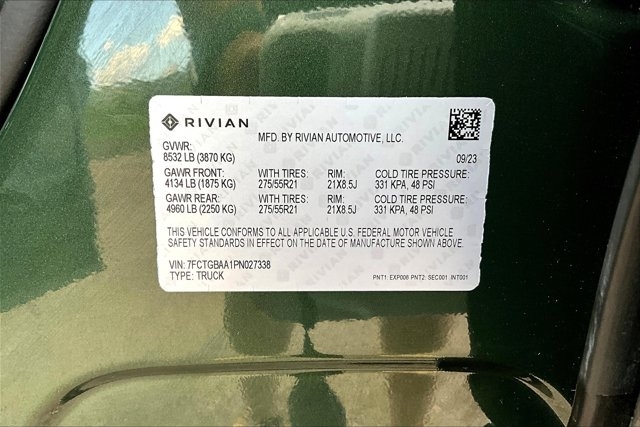 RIVIAN
MFD. BY RIVIAN AUTOMOTIVE, LLC.
GVWR:
8532 LB (3870 KG) 09/23
GAWR FRONT: WITH TIRES: RIM: COLD TIRE PRESSURE:
4134 LB (1875 KG) 275/55R21 21X8.5J 331 KPA, 48 PSI
GAWR REAR: WITH TIRES: RIM: COLD TIRE PRESSURE:
4960 LB (2250 KG) 275/55R21 21X8.5J 331 KPA, 48 PSI
THIS VEHICLE CONFORMS TO ALL APPLICABLE U.S. FEDERAL MOTOR VEHICLE
SAFETY STANDARDS IN EFFECT ON THE DATE OF MANUFACTURE SHOWN ABOVE.
VIN: 7FCTGBAA1PN027338
TYPE: TRUCK PNT1: EXP006 PNT2: SEC001 INT001